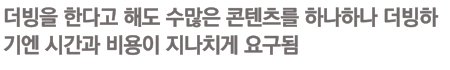 더빙을 한다고 해도 수많은 콘텐츠를 하나하나 더빙하
기엔 시간과 비용이 지나치게 요구됨